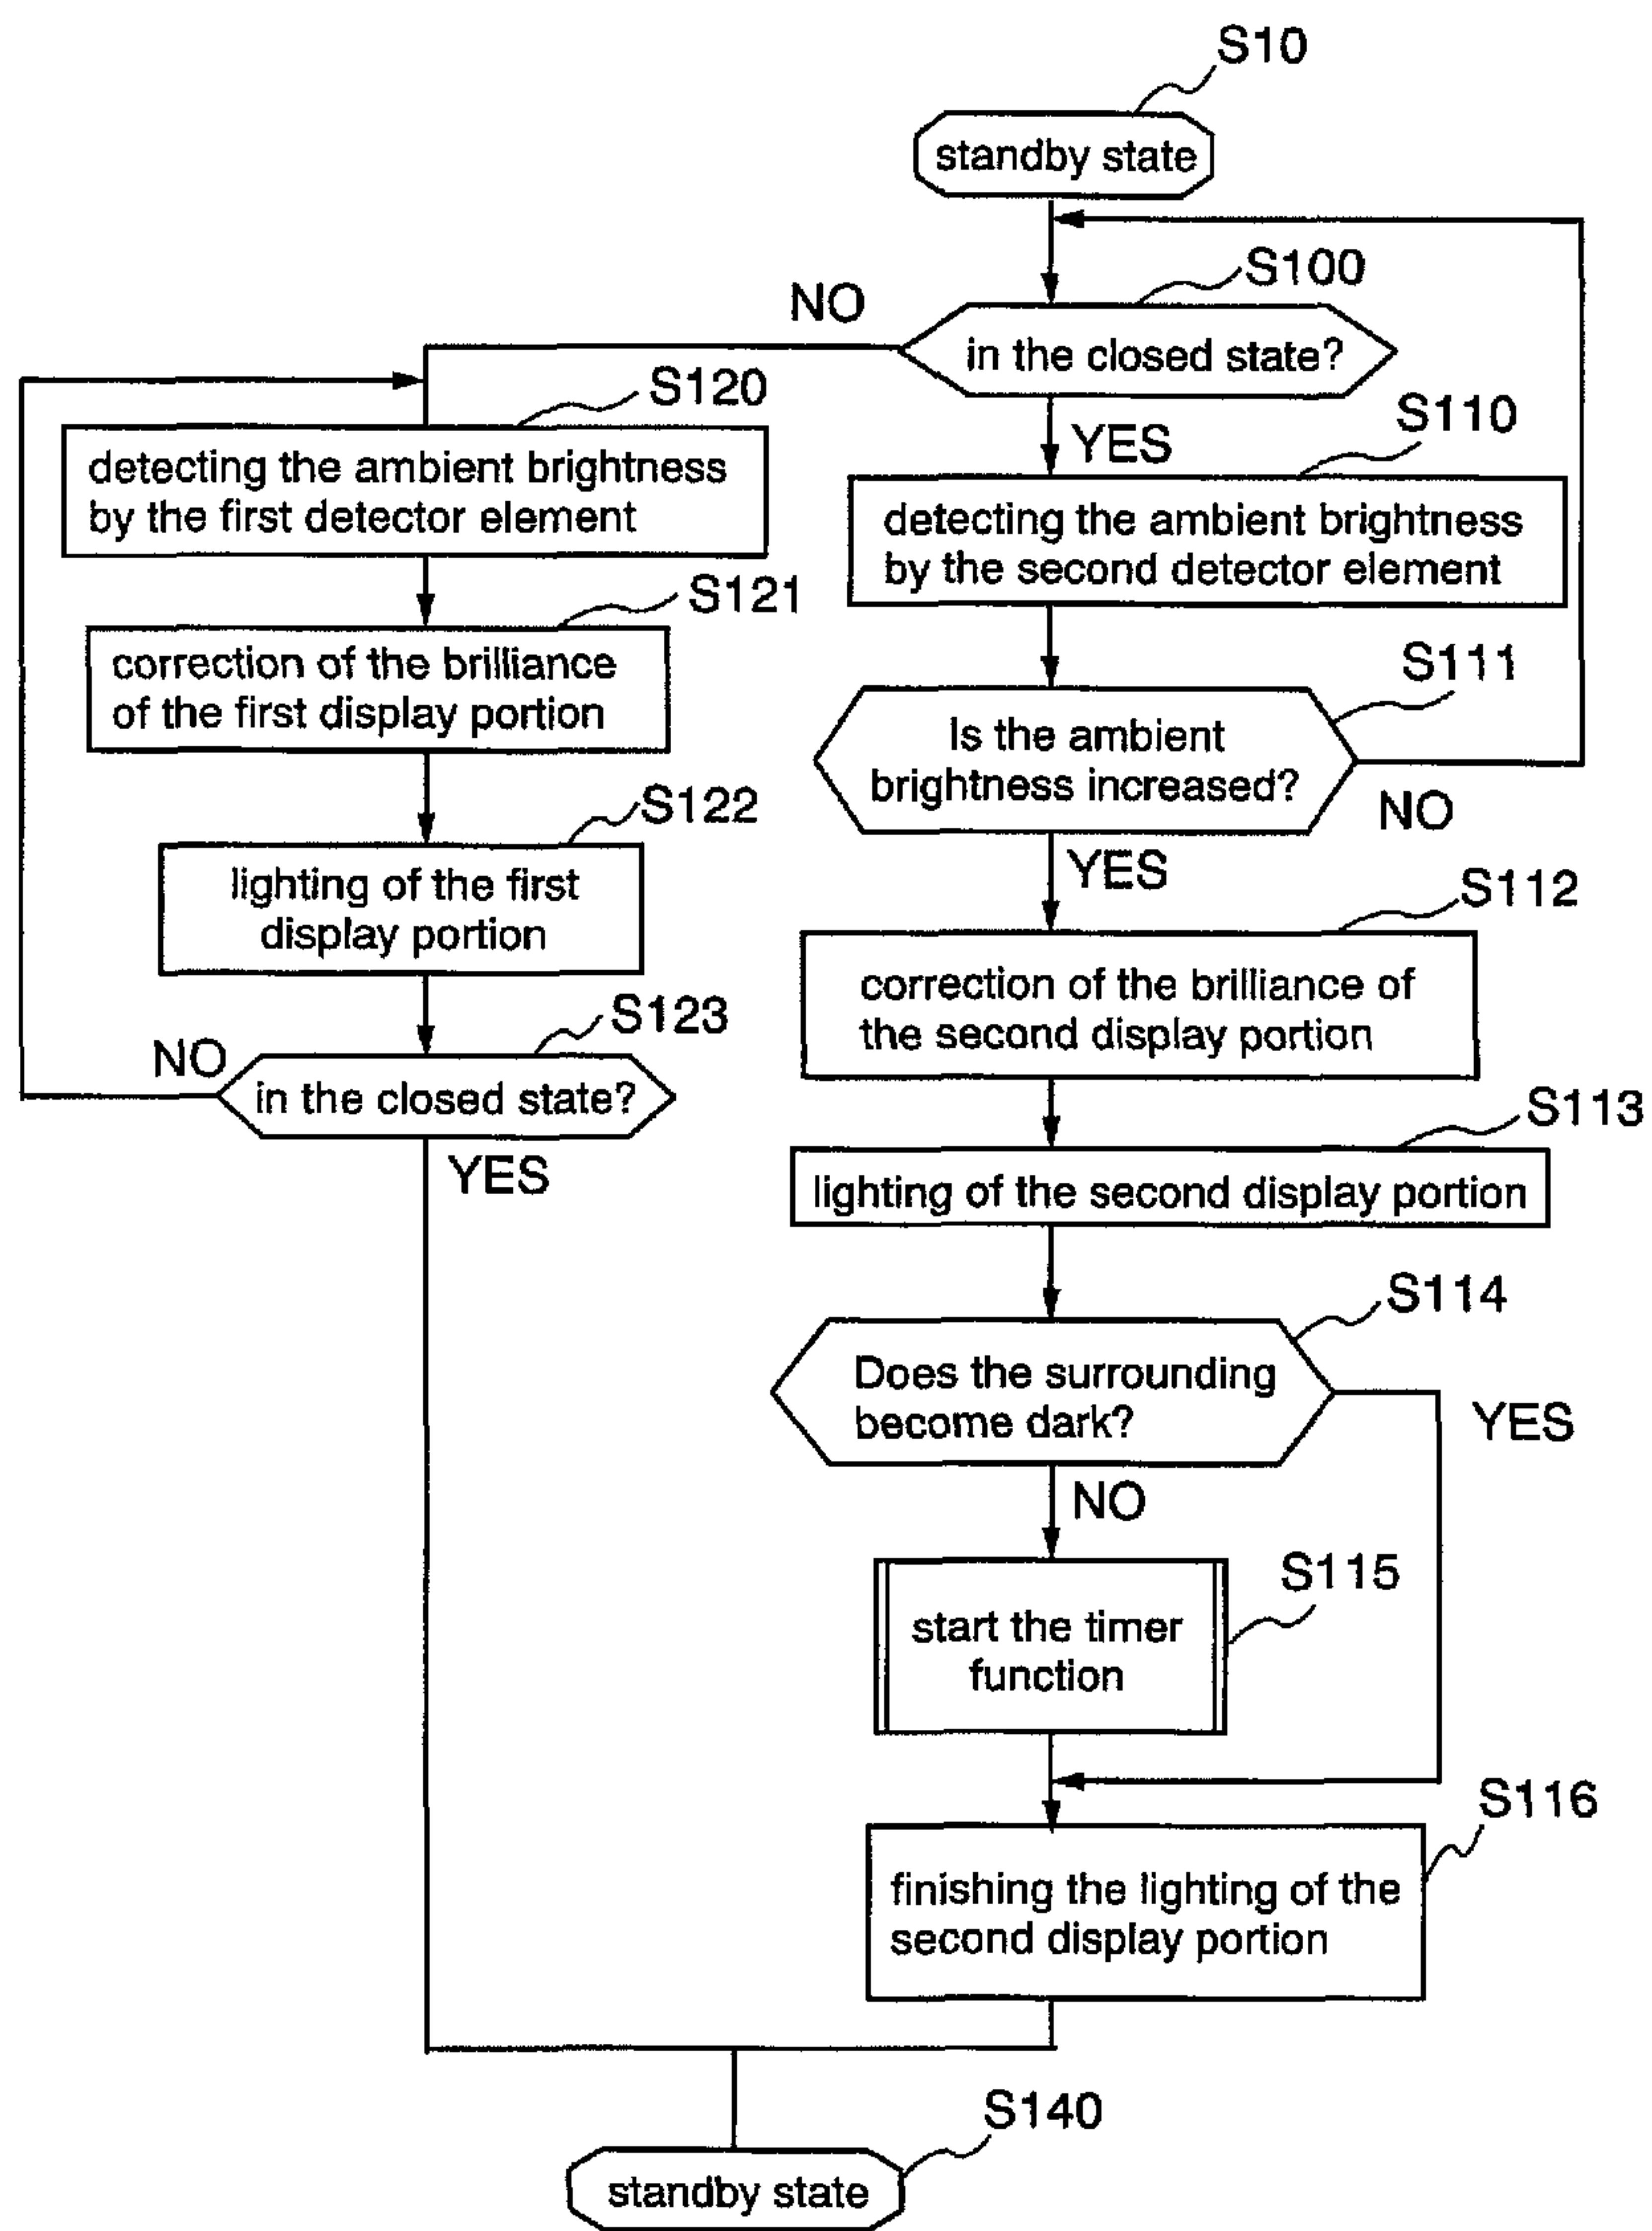 S10
standby state
S100
NO
in the closed state?
S120
S110
YES
detecting the ambient brightness
by the first detector element
detecting the ambient brightness
by the second detector element
S121
correction of the brilliance
of the first display portion
S111
Is the ambient
brightness increased?
NO
S122
YES
lighting of the first
display portion
S112
correction of the brilliance of
the second display portion
S123
NO
in the closed state?
YES
S113
lighting of the second display portion
S114
Does the surrounding
become dark?
YES
NO
S115
start the timer
function
S116
finishing the lighting of the
second display portion
S140
standby state